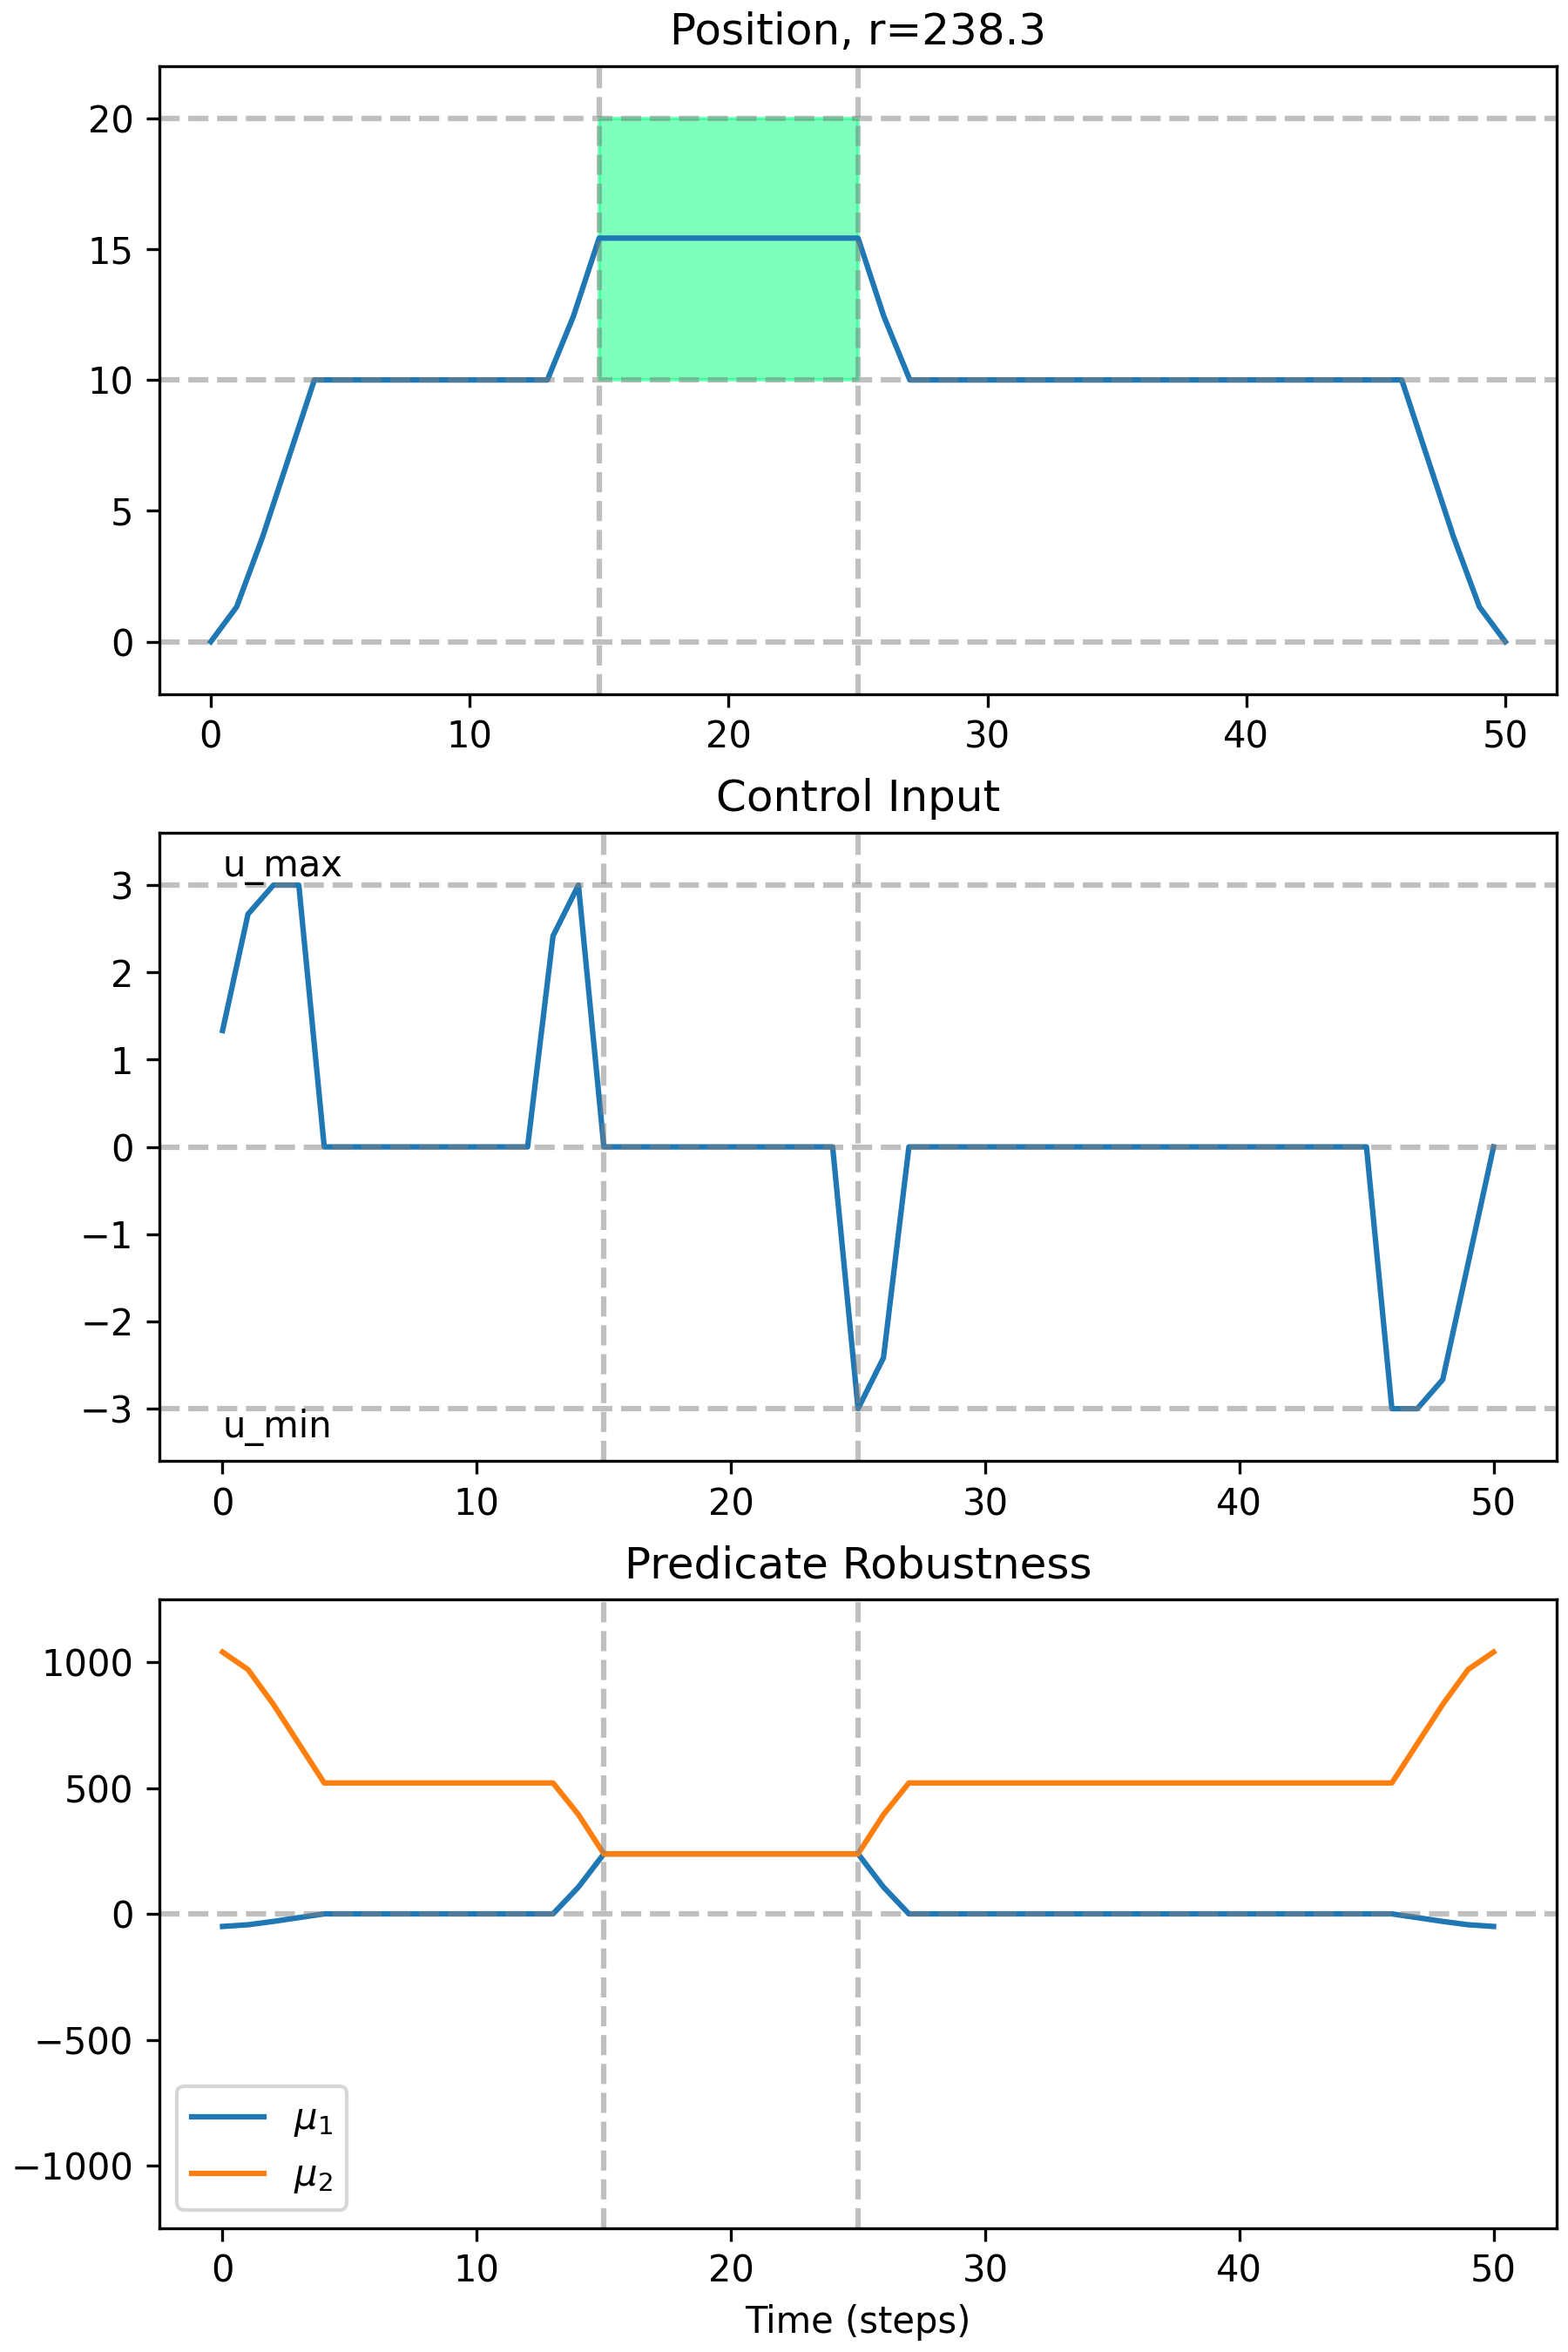 Position, r=238.3
20
15
10
5
0
0 10 20 30 40 50
Control Input
u_max
3
2
1
0
−1
−2
−3
u_min
0 10 20 30 40 50
Predicate Robustness
1000
500
0
−500
−1000
μ₁
μ₂
0 10 20 30 40 50
Time (steps)